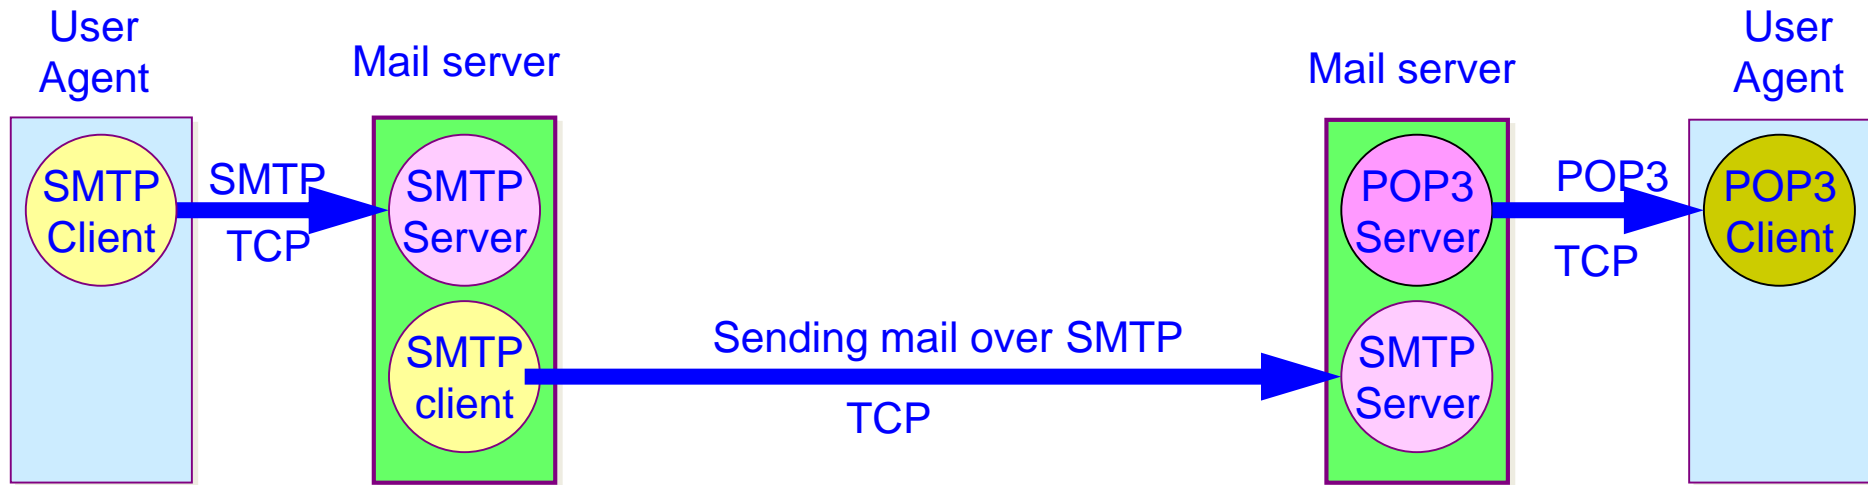 User
Agent
Mail server
Mail server
User
Agent
SMTP
Client
SMTP
TCP
SMTP
Server
POP3
Server
POP3
TCP
POP3
Client
SMTP
client
Sending mail over SMTP
TCP
SMTP
Server